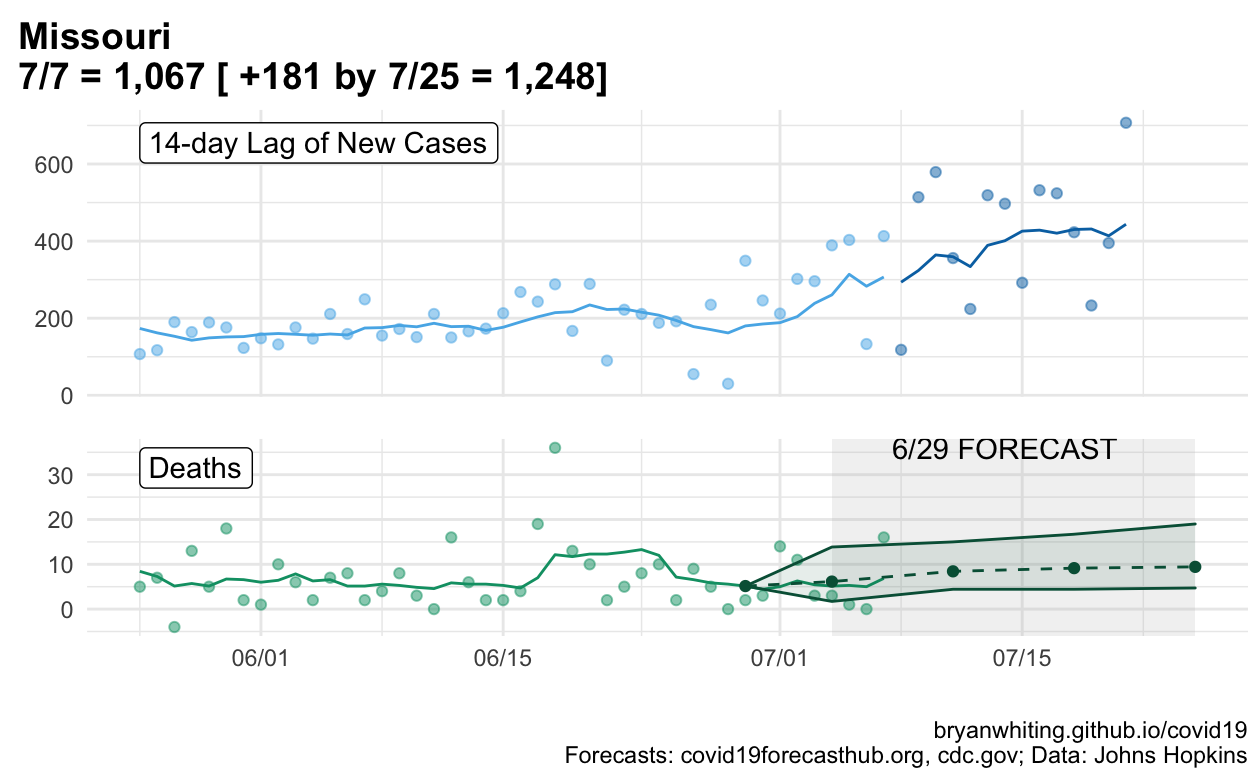 Missouri
7/7 = 1,067 [ +181 by 7/25 = 1,248]
14-day Lag of New Cases
600
400
200
0
Deaths
6/29 FORECAST
30
20
10
0
06/01
06/15
07/01
07/15
bryanwhiting.github.io/covid19
Forecasts: covid19forecasthub.org, cdc.gov; Data: Johns Hopkins